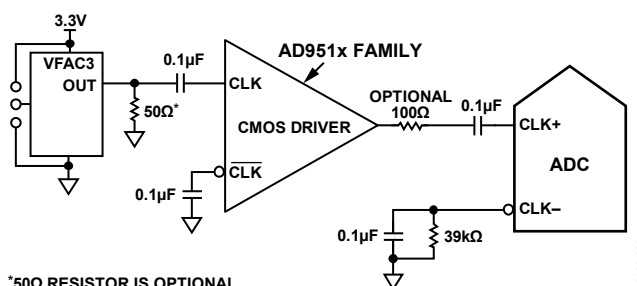 3.3V
VFAC3
OUT
0.1µF
50Ω*
AD951x FAMILY
CLK
CMOS DRIVER
CLK
0.1µF
OPTIONAL
100Ω
0.1µF
CLK+
ADC
CLK–
0.1µF
39kΩ
*50Ω RESISTOR IS OPTIONAL